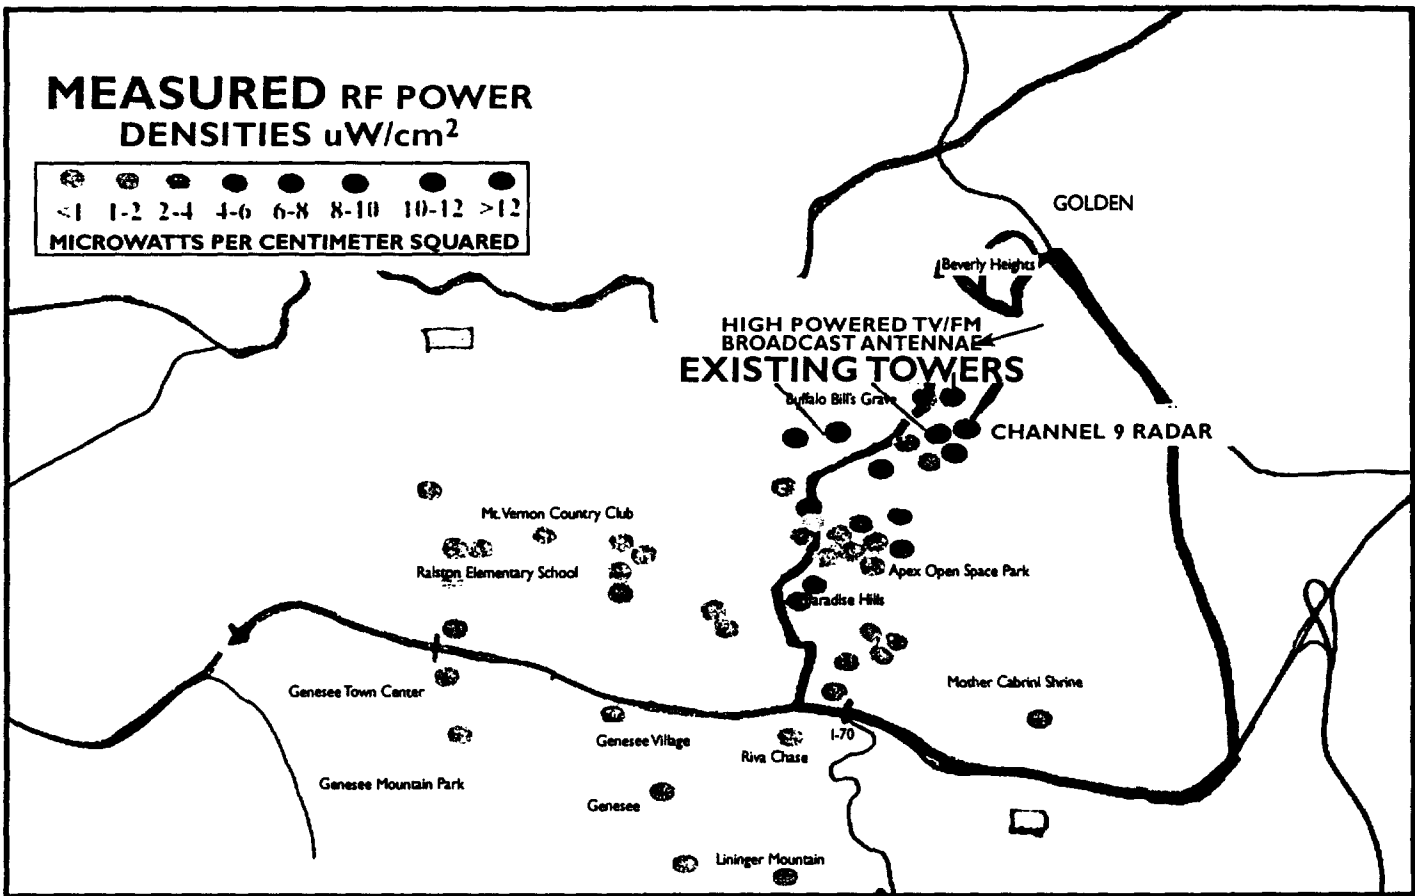 MEASURED RF POWER
DENSITIES uW/cm²
<1 1-2 2-4 4-6 6-8 8-10 10-12 >12
MICROWATTS PER CENTIMETER SQUARED
GOLDEN
Beverly Heights
HIGH POWERED TV/FM
BROADCAST ANTENNAE
EXISTING TOWERS
Buffalo Bill's Grave
CHANNEL 9 RADAR
Mt. Vernon Country Club
Ralston Elementary School
Apex Open Space Park
Paradise Hills
Genesee Town Center
Mother Cabrini Shrine
Genesee Village
I-70
Riva Chase
Genesee Mountain Park
Genesee
Lininger Mountain